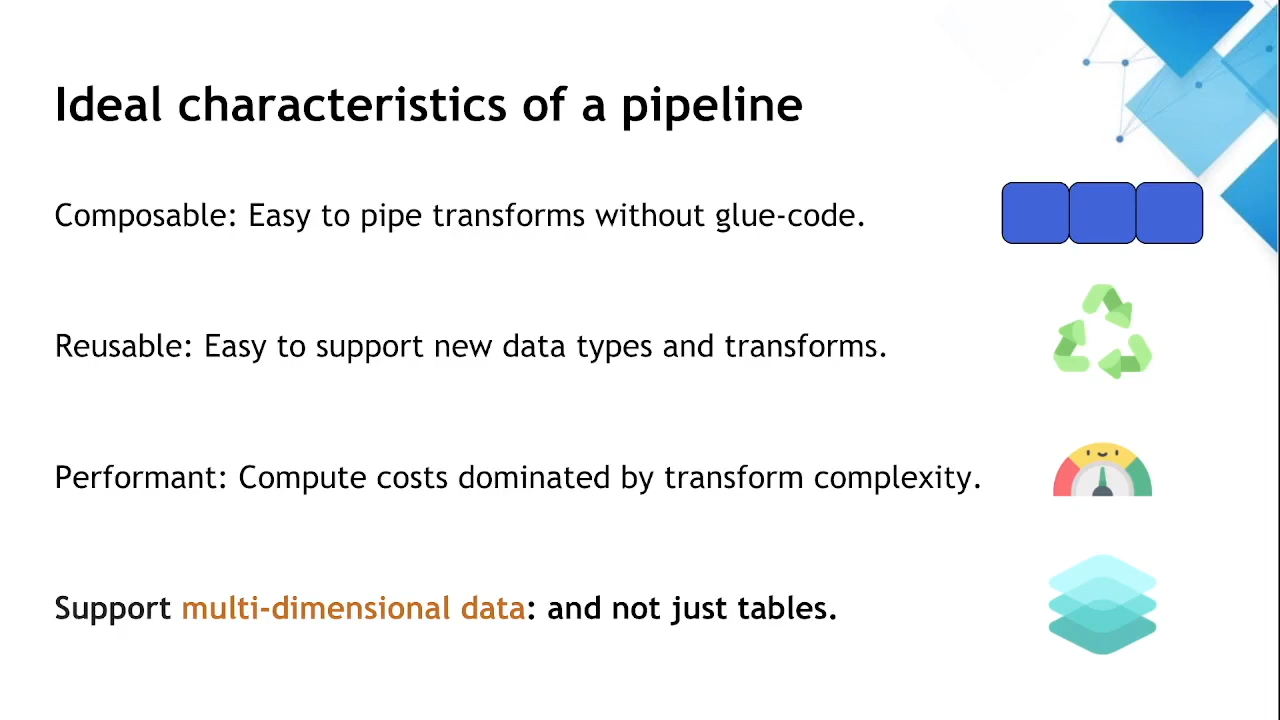 Ideal characteristics of a pipeline
Composable: Easy to pipe transforms without glue-code.
Reusable: Easy to support new data types and transforms.
Performant: Compute costs dominated by transform complexity.
Support multi-dimensional data: and not just tables.